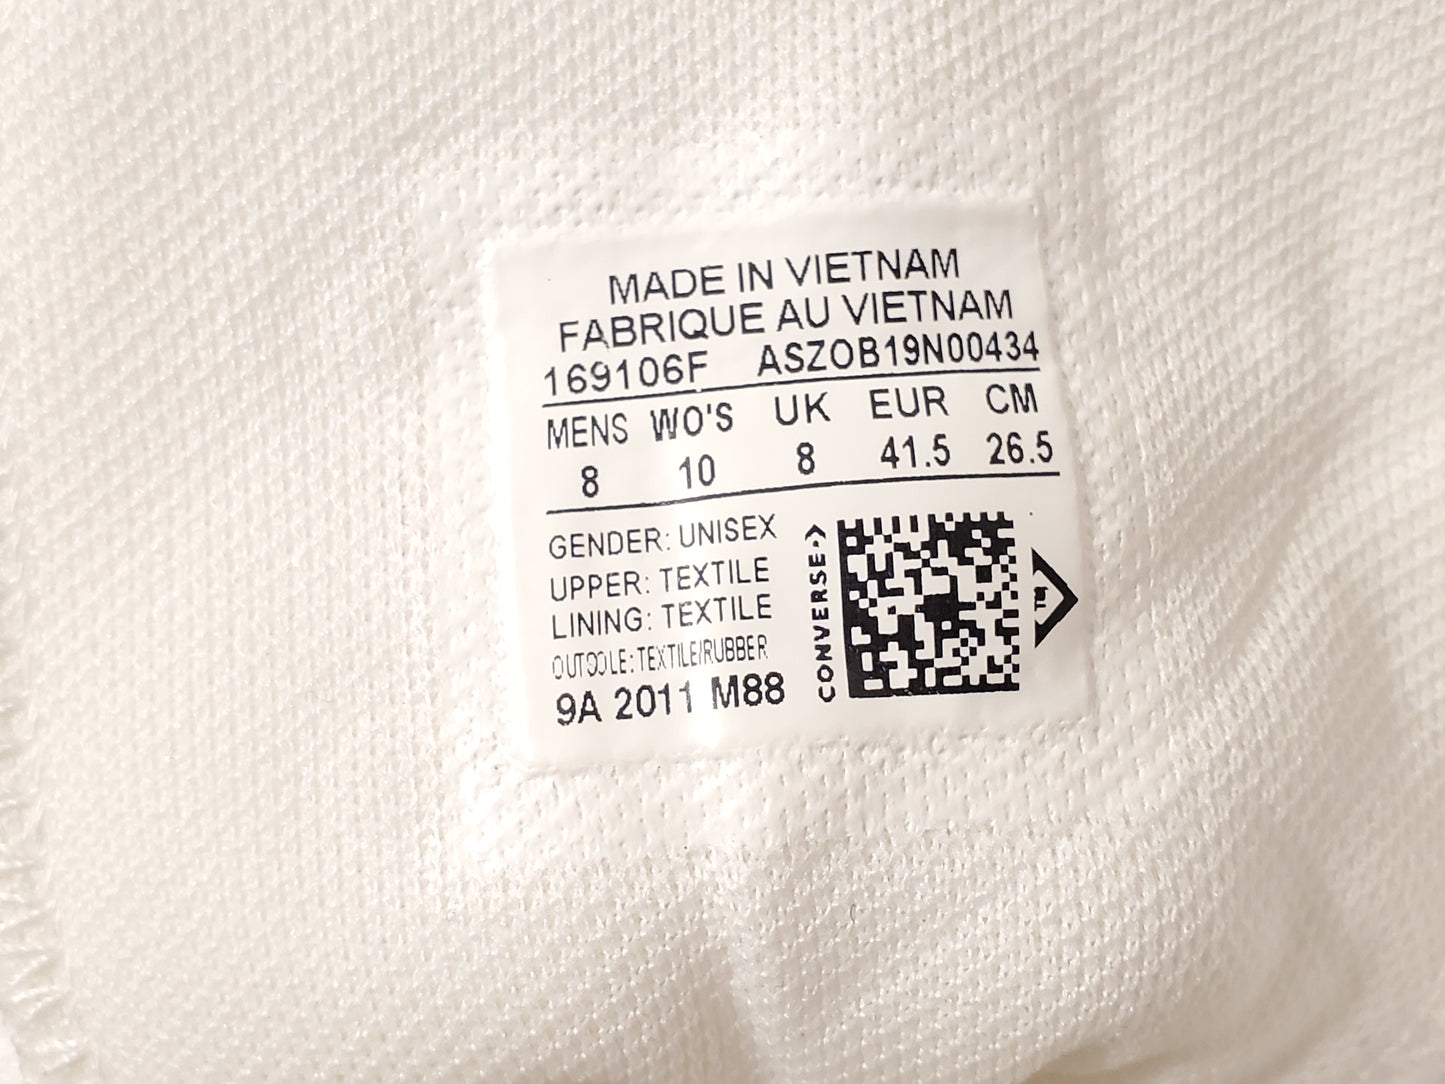 MADE IN VIETNAM
FABRIQUE AU VIETNAM
169106F ASZOB19N00434
MENS WO'S UK EUR CM
8 10 8 41.5 26.5
GENDER: UNISEX
UPPER: TEXTILE
LINING: TEXTILE
OUTSOLE: TEXTILE/RUBBER
9A 2011 M88
CONVERSE